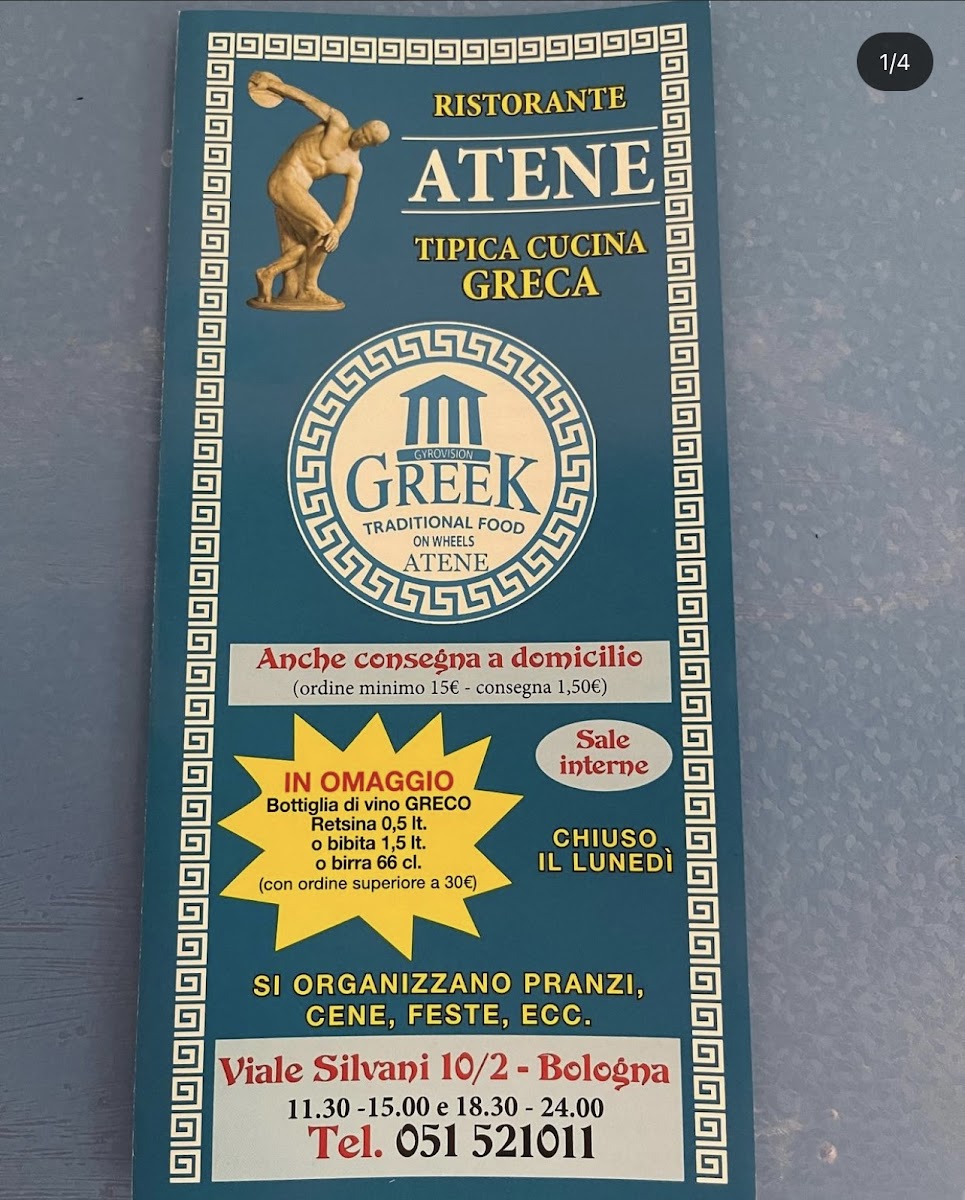 1/4
RISTORANTE
ATENE
TIPICA CUCINA
GRECA
GYROVISION
GREEK
TRADITIONAL FOOD
ON WHEELS
ATENE
Anche consegna a domicilio
(ordine minimo 15€ - consegna 1,50€)
IN OMAGGIO
Bottiglia di vino GRECO
Retsina 0,5 lt.
o bibita 1,5 lt.
o birra 66 cl.
(con ordine superiore a 30€)
Sale
interne
CHIUSO
IL LUNEDÌ
SI ORGANIZZANO PRANZI,
CENE, FESTE, ECC.
Viale Silvani 10/2 - Bologna
11.30 -15.00 e 18.30 - 24.00
Tel. 051 521011